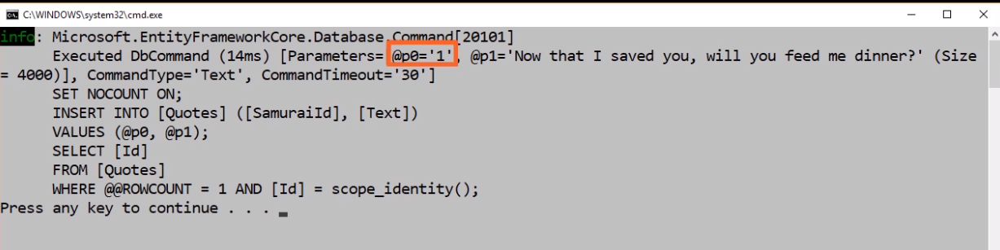 C:\WINDOWS\system32\cmd.exe
info: Microsoft.EntityFrameworkCore.Database.Command[20101]
Executed DbCommand (14ms) [Parameters=[@p0='1', @p1='Now that I saved you, will you feed me dinner?' (Size
= 4000)], CommandType='Text', CommandTimeout='30']
SET NOCOUNT ON;
INSERT INTO [Quotes] ([SamuraiId], [Text])
VALUES (@p0, @p1);
SELECT [Id]
FROM [Quotes]
WHERE @@ROWCOUNT = 1 AND [Id] = scope_identity();
Press any key to continue . . .